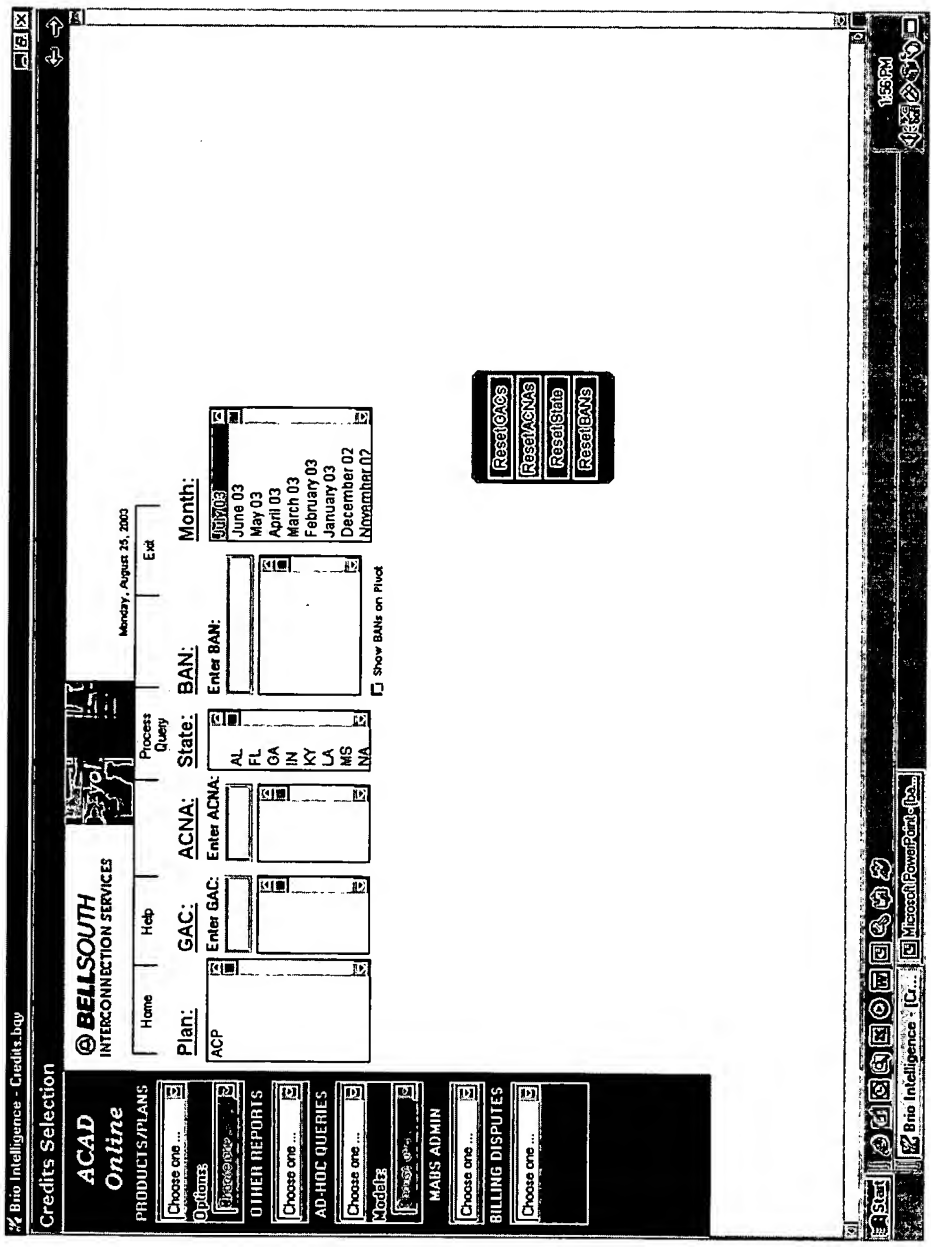 Brio Intelligence - Credits.bqy
Credits Selection
ACAD
Online
PRODUCTS/PLANS
Choose one ...
Options:
OTHER REPORTS
Choose one ...
AD-HOC QUERIES
Choose one ...
Models:
MABS ADMIN
Choose one ...
BILLING DISPUTES
Choose one ...
BELLSOUTH
INTERCONNECTION SERVICES
Monday, August 25, 2003
Home
Help
Process
Query
Exit
Plan:
GAC:
ACNA:
State:
BAN:
Month:
Enter GAC:
Enter ACNA:
Enter BAN:
ACP
AL
FL
GA
IN
KY
LA
MS
NA
July 03
June 03
May 03
April 03
March 03
February 03
January 03
December 02
November 02
Show BANs on Pivot
Reset GACs
Reset ACNAs
Reset State
Reset BANs
Start
Brio Intelligence - [Cr...
Microsoft PowerPoint - [ba...
1:56 PM